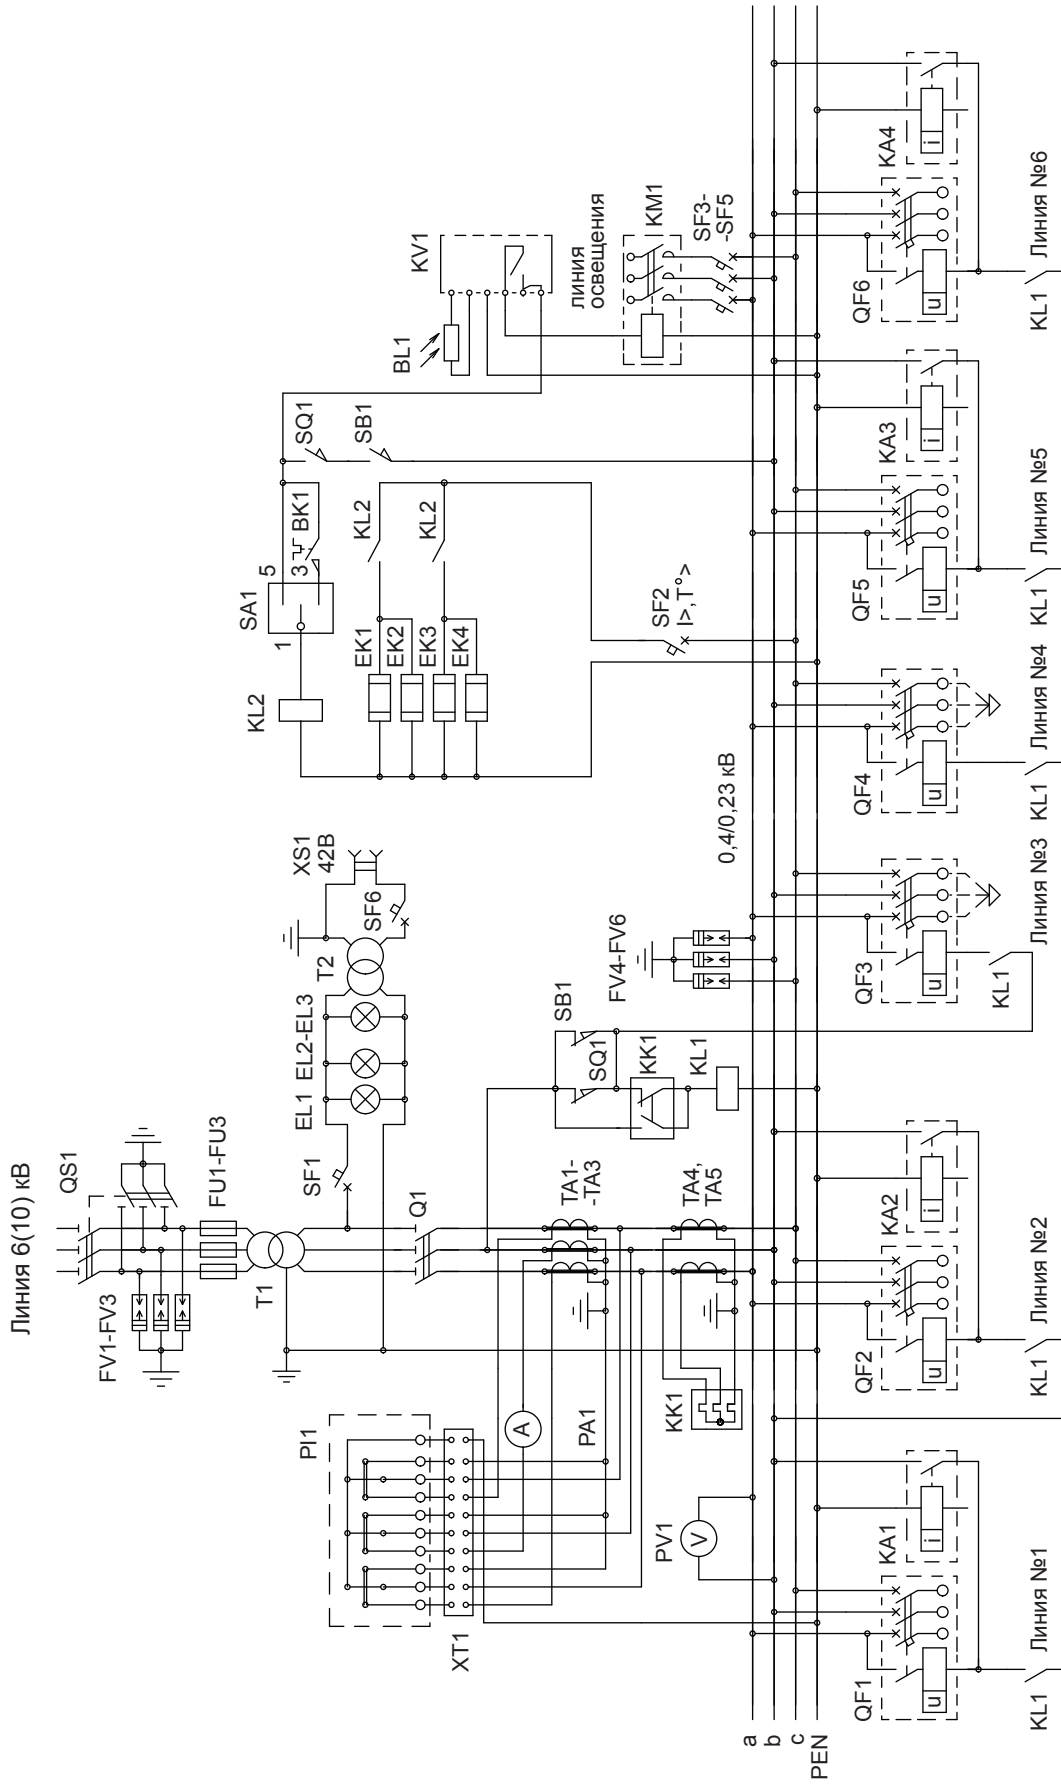 Линия 6(10) кВ
QS1
FV1-FV3
FU1-FU3
T1
SF1
EL1
EL2-EL3
T2
SF6
XS1
42В
Q1
TA1-
-TA3
TA4,
TA5
PI1
XT1
A
PA1
KK1
V
PV1
SB1
SQ1
KK1
KL1
FV4-FV6
0,4/0,23 кВ
SA1
1
5
3
BK1
SQ1
SB1
KL2
KL2
KL2
EK1
EK2
EK3
EK4
SF2
I>,T°>
KV1
BL1
линия
освещения
KM1
SF3-
-SF5
a
b
c
PEN
QF1
u
KA1
i
KL1
Линия №1
QF2
u
KA2
i
KL1
Линия №2
QF3
u
KL1
Линия №3
QF4
u
KL1
Линия №4
QF5
u
KA3
i
KL1
Линия №5
QF6
u
KA4
i
KL1
Линия №6